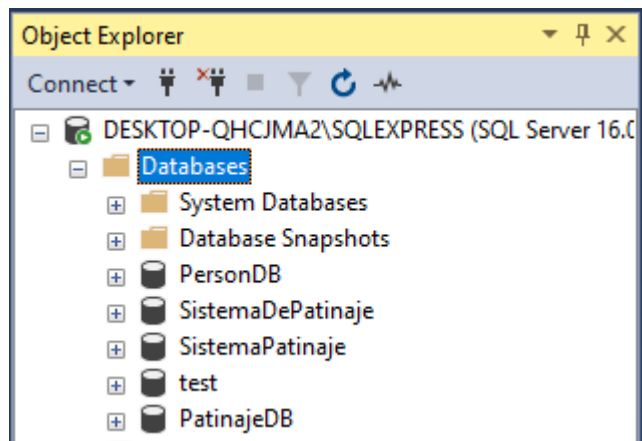 Object Explorer
Connect
DESKTOP-QHCJMA2\SQLEXPRESS (SQL Server 16.0
Databases
System Databases
Database Snapshots
PersonDB
SistemaDePatinaje
SistemaPatinaje
test
PatinajeDB